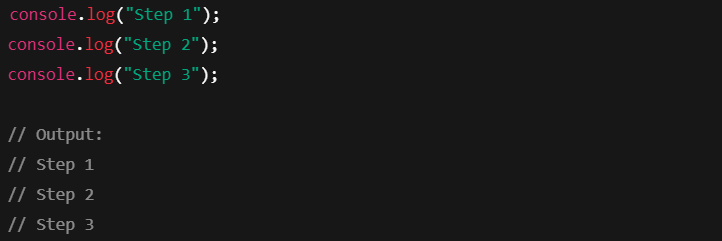 console.log("Step 1");
console.log("Step 2");
console.log("Step 3");
// Output:
// Step 1
// Step 2
// Step 3